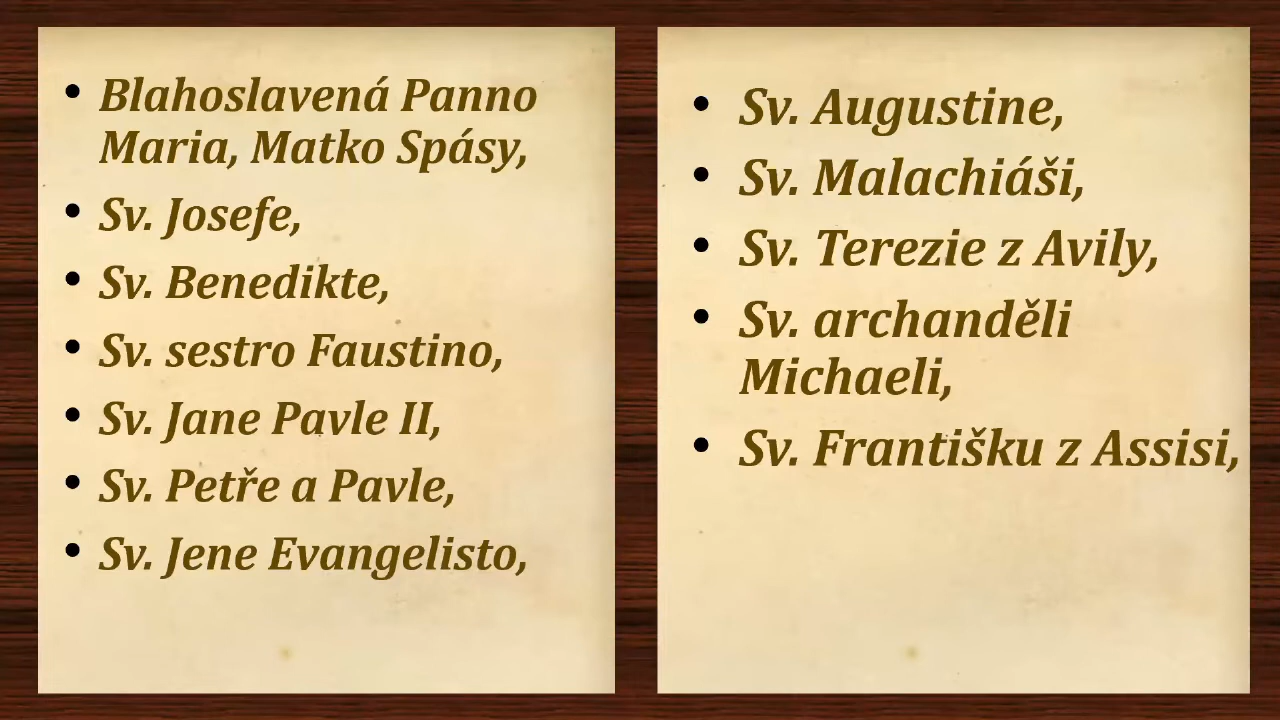 • Blahoslavená Panno
Maria, Matko Spásy,
• Sv. Josefe,
• Sv. Benedikte,
• Sv. sestro Faustino,
• Sv. Jane Pavle II,
• Sv. Petře a Pavle,
• Sv. Jene Evangelisto,
• Sv. Augustine,
• Sv. Malachiáši,
• Sv. Terezie z Avily,
• Sv. archanděli
Michaeli,
• Sv. Františku z Assisi,